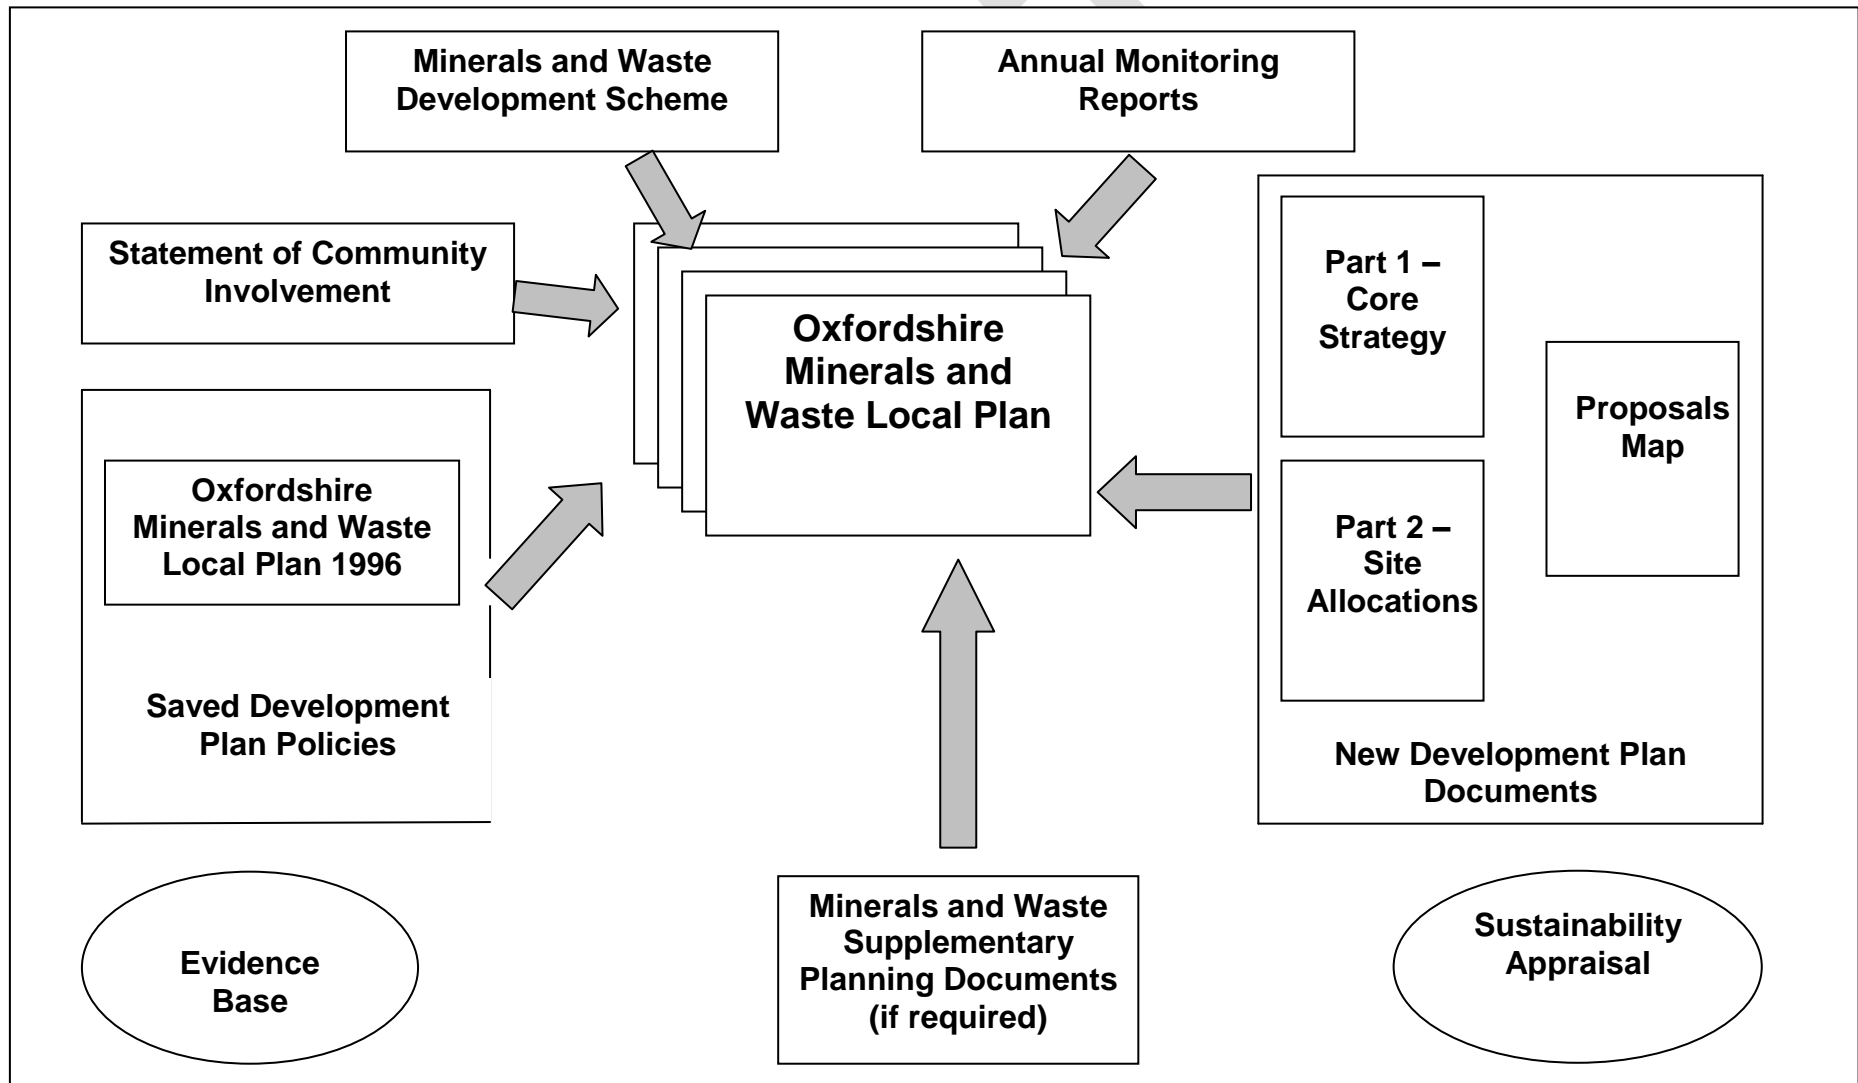 Minerals and Waste
Development Scheme
Annual Monitoring
Reports
Statement of Community
Involvement
Oxfordshire
Minerals and
Waste Local Plan
Part 1 –
Core
Strategy
Proposals
Map
Oxfordshire
Minerals and Waste
Local Plan 1996
Part 2 –
Site
Allocations
Saved Development
Plan Policies
New Development Plan
Documents
Evidence
Base
Minerals and Waste
Supplementary
Planning Documents
(if required)
Sustainability
Appraisal